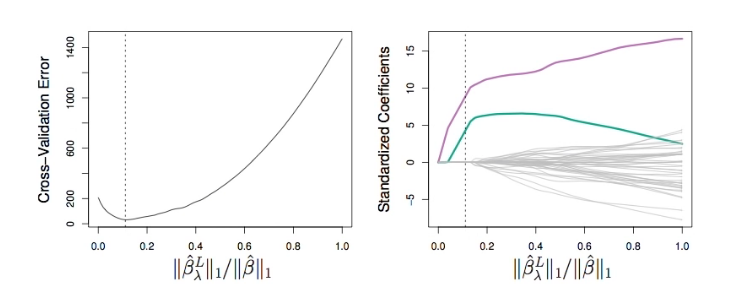 Cross−Validation Error
0 200 600 1000 1400
0.0 0.2 0.4 0.6 0.8 1.0
‖β̂ᴸ_λ‖₁/‖β̂‖₁
Standardized Coefficients
−5 0 5 10 15
0.0 0.2 0.4 0.6 0.8 1.0
‖β̂ᴸ_λ‖₁/‖β̂‖₁